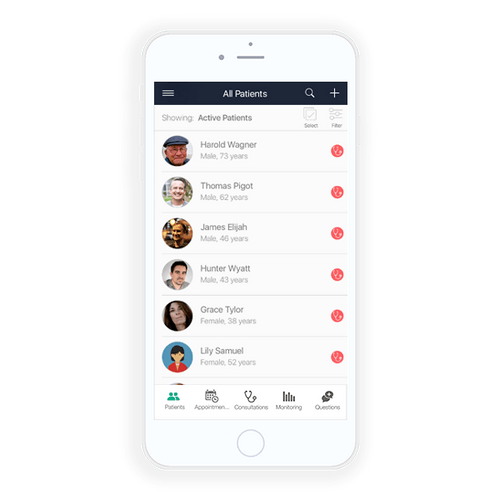 All Patients
Showing: Active Patients
Select
Filter
Harold Wagner
Male, 73 years
Thomas Pigot
Male, 62 years
James Elijah
Male, 46 years
Hunter Wyatt
Male, 43 years
Grace Tylor
Female, 38 years
Lily Samuel
Female, 52 years
Patients
Appointmen...
Consultations
Monitoring
Questions